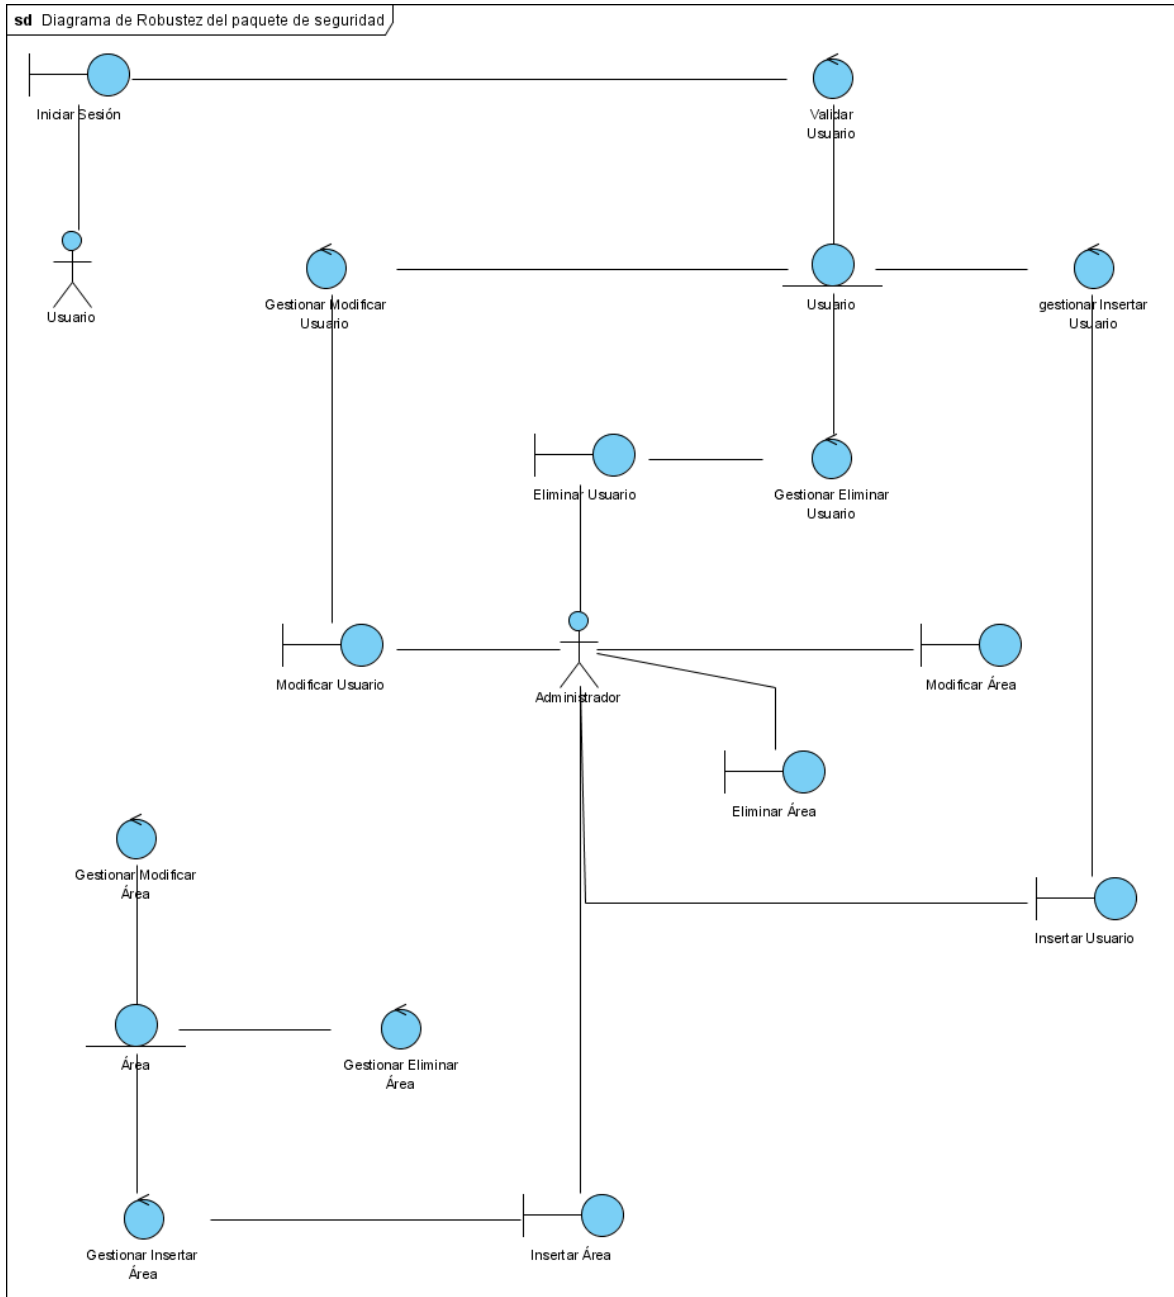 sd Diagrama de Robustez del paquete de seguridad
Iniciar Sesión
Validar
Usuario
Usuario
Gestionar Modificar
Usuario
Usuario
gestionar Insertar
Usuario
Eliminar Usuario
Gestionar Eliminar
Usuario
Modificar Usuario
Administrador
Modificar Área
Eliminar Área
Gestionar Modificar
Área
Insertar Usuario
Área
Gestionar Eliminar
Área
Gestionar Insertar
Área
Insertar Área